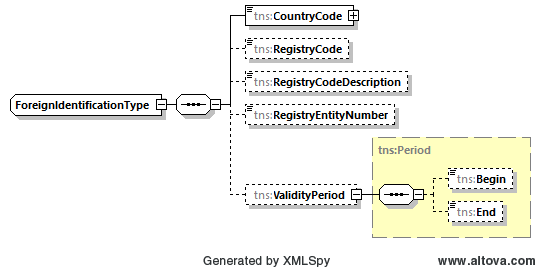 tns:CountryCode
tns:RegistryCode
tns:RegistryCodeDescription
ForeignIdentificationType
tns:RegistryEntityNumber
tns:Period
tns:Begin
tns:ValidityPeriod
tns:End
Generated by XMLSpy
www.altova.com